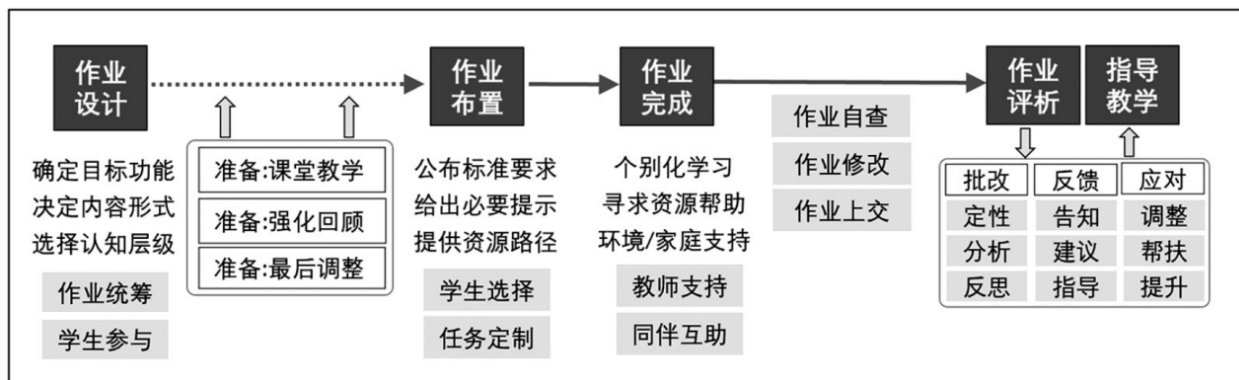 作业
设计
确定目标功能
决定内容形式
选择认知层级
作业统筹
学生参与
准备:课堂教学
准备:强化回顾
准备:最后调整
作业
布置
公布标准要求
给出必要提示
提供资源路径
学生选择
任务定制
作业
完成
个别化学习
寻求资源帮助
环境/家庭支持
教师支持
同伴互助
作业自查
作业修改
作业上交
作业
评析
指导
教学
批改
反馈
应对
定性
告知
调整
分析
建议
帮扶
反思
指导
提升